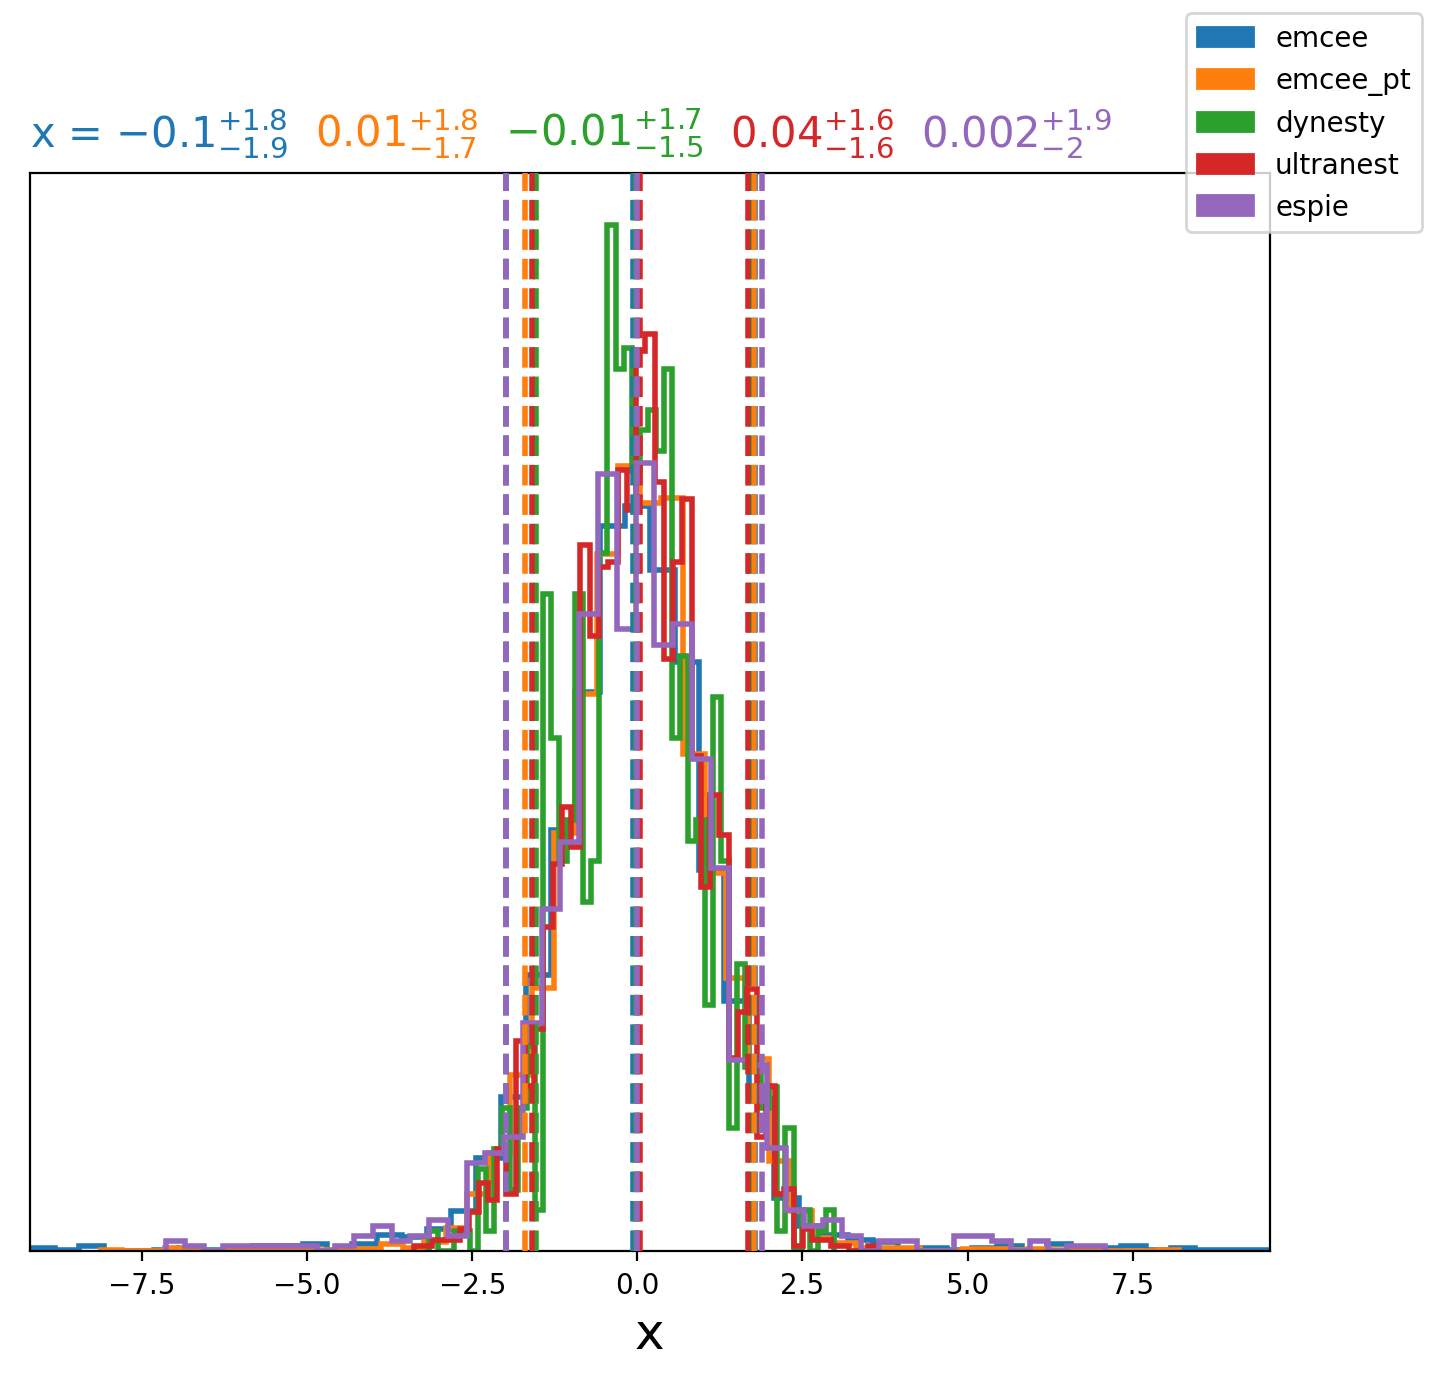 emcee
emcee_pt
dynesty
ultranest
espie
x = −0.1 +1.8 −1.9 0.01 +1.8 −1.7 −0.01 +1.7 −1.5 0.04 +1.6 −1.6 0.002 +1.9 −2
−7.5 −5.0 −2.5 0.0 2.5 5.0 7.5
x